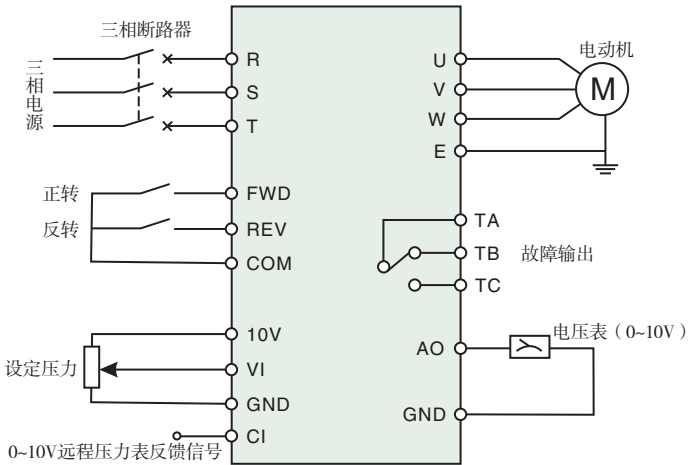 三相断路器
三相电源
R
S
T
正转
反转
FWD
REV
COM
设定压力
10V
VI
GND
CI
0~10V远程压力表反馈信号
U
V
W
E
电动机
M
TA
TB
TC
故障输出
AO
电压表（0~10V）
GND